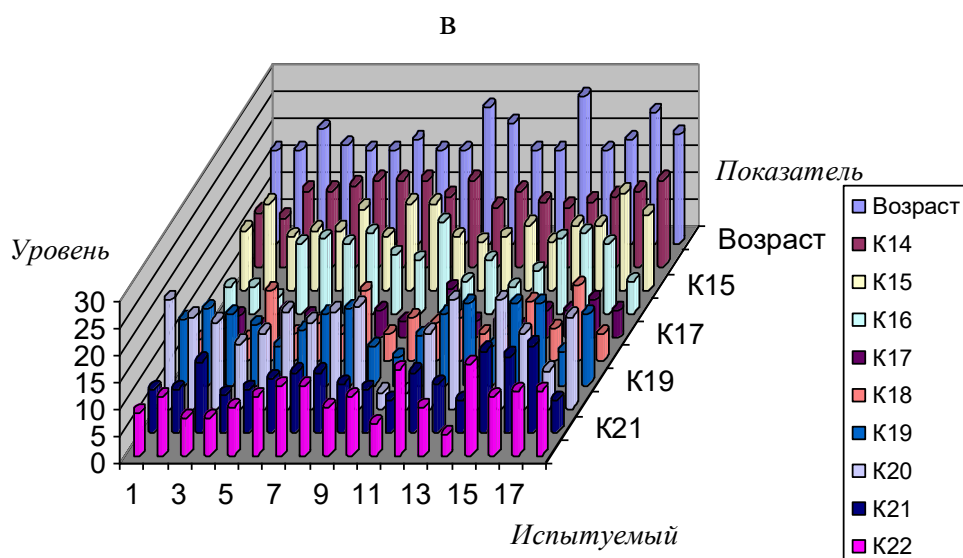 в
Показатель
Уровень
Возраст
К15
К17
К19
К21
30
25
20
15
10
5
0
1 3 5 7 9 11 13 15 17
Испытуемый
Возраст
К14
К15
К16
К17
К18
К19
К20
К21
К22